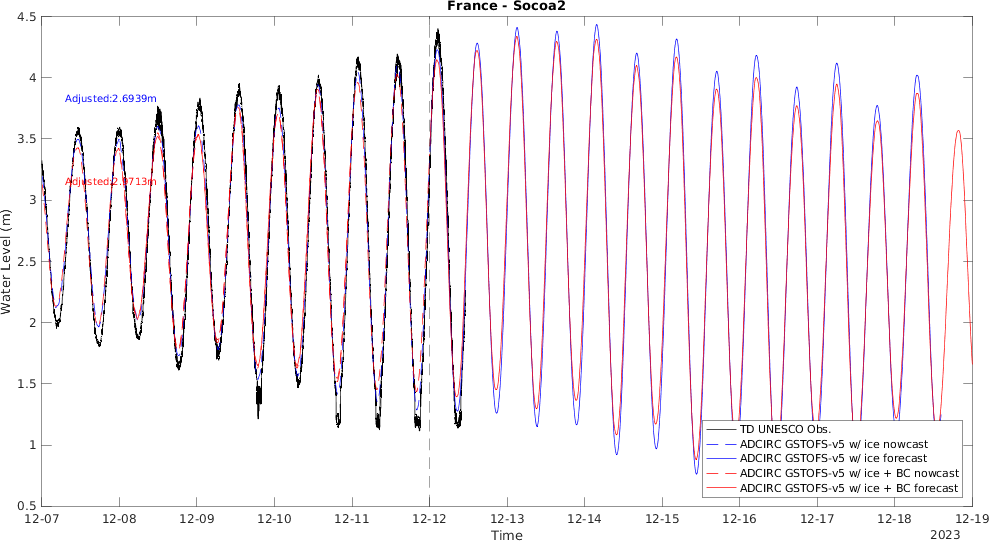 France - Socoa2
4.5
4
3.5
3
2.5
2
1.5
1
0.5
Water Level (m)
Adjusted:2.6939m
TD UNESCO Obs.
ADCIRC GSTOFS-v5 w/ ice nowcast
ADCIRC GSTOFS-v5 w/ ice forecast
ADCIRC GSTOFS-v5 w/ ice + BC nowcast
ADCIRC GSTOFS-v5 w/ ice + BC forecast
12-07 12-08 12-09 12-10 12-11 12-12 12-13 12-14 12-15 12-16 12-17 12-18 12-19
Time
2023